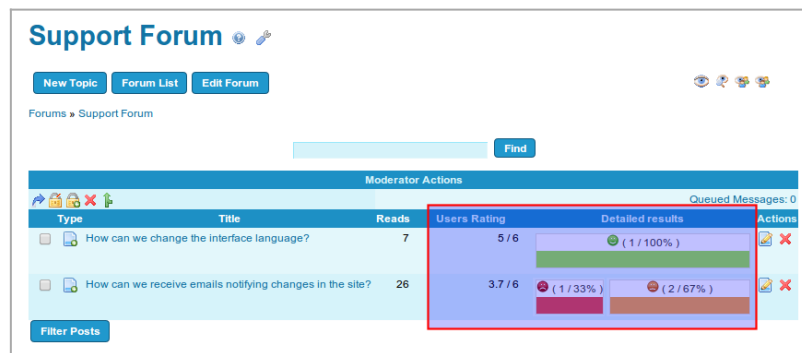 Support Forum
New Topic Forum List Edit Forum
Forums » Support Forum
Find
Moderator Actions
Queued Messages: 0
Type Title Reads Users Rating Detailed results Actions
How can we change the interface language? 7 5 / 6 ( 1 / 100% )
How can we receive emails notifying changes in the site? 26 3.7 / 6 ( 1 / 33% ) ( 2 / 67% )
Filter Posts